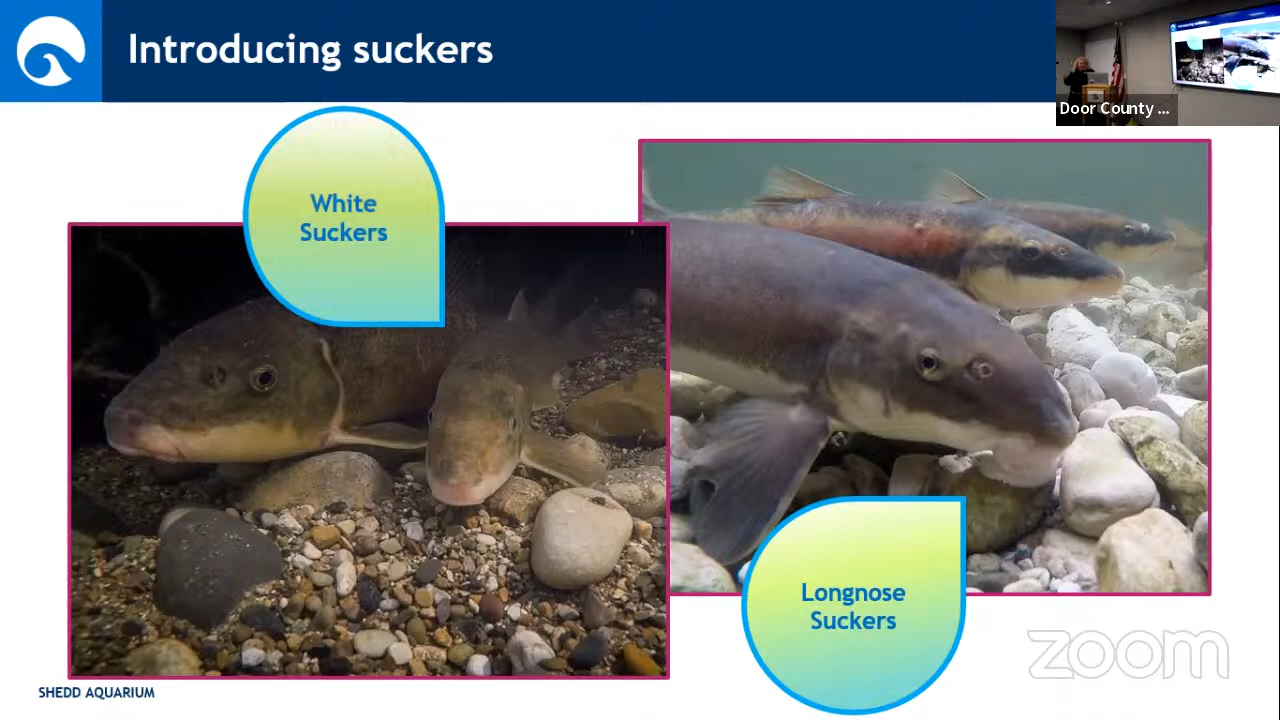 Introducing suckers
Door County ...
White
Suckers
Longnose
Suckers
SHEDD AQUARIUM
zoom